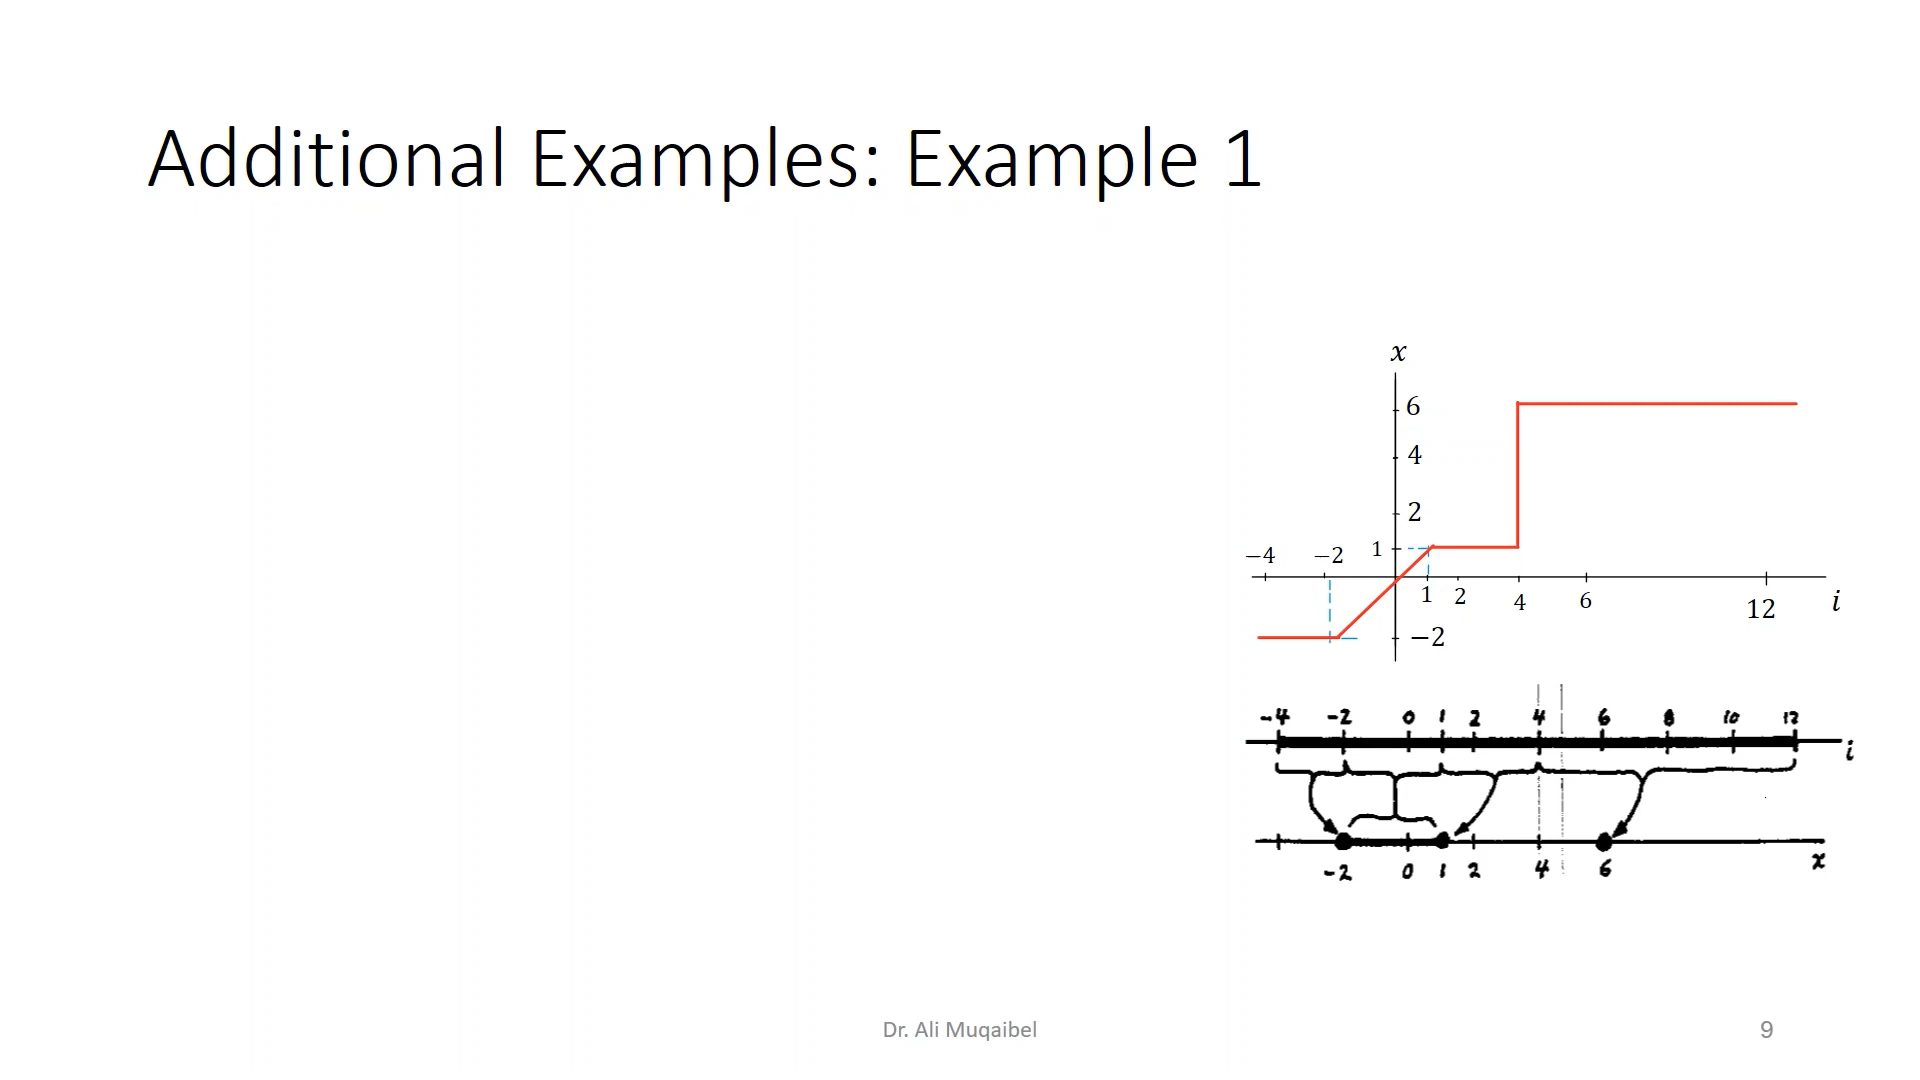 Additional Examples: Example 1
x
6
4
2
1
−4 −2
1 2 4 6 12 i
−2
-4 -2 0 1 2 4 6 8 10 12
i
-2 0 1 2 4 6 x
Dr. Ali Muqaibel
9